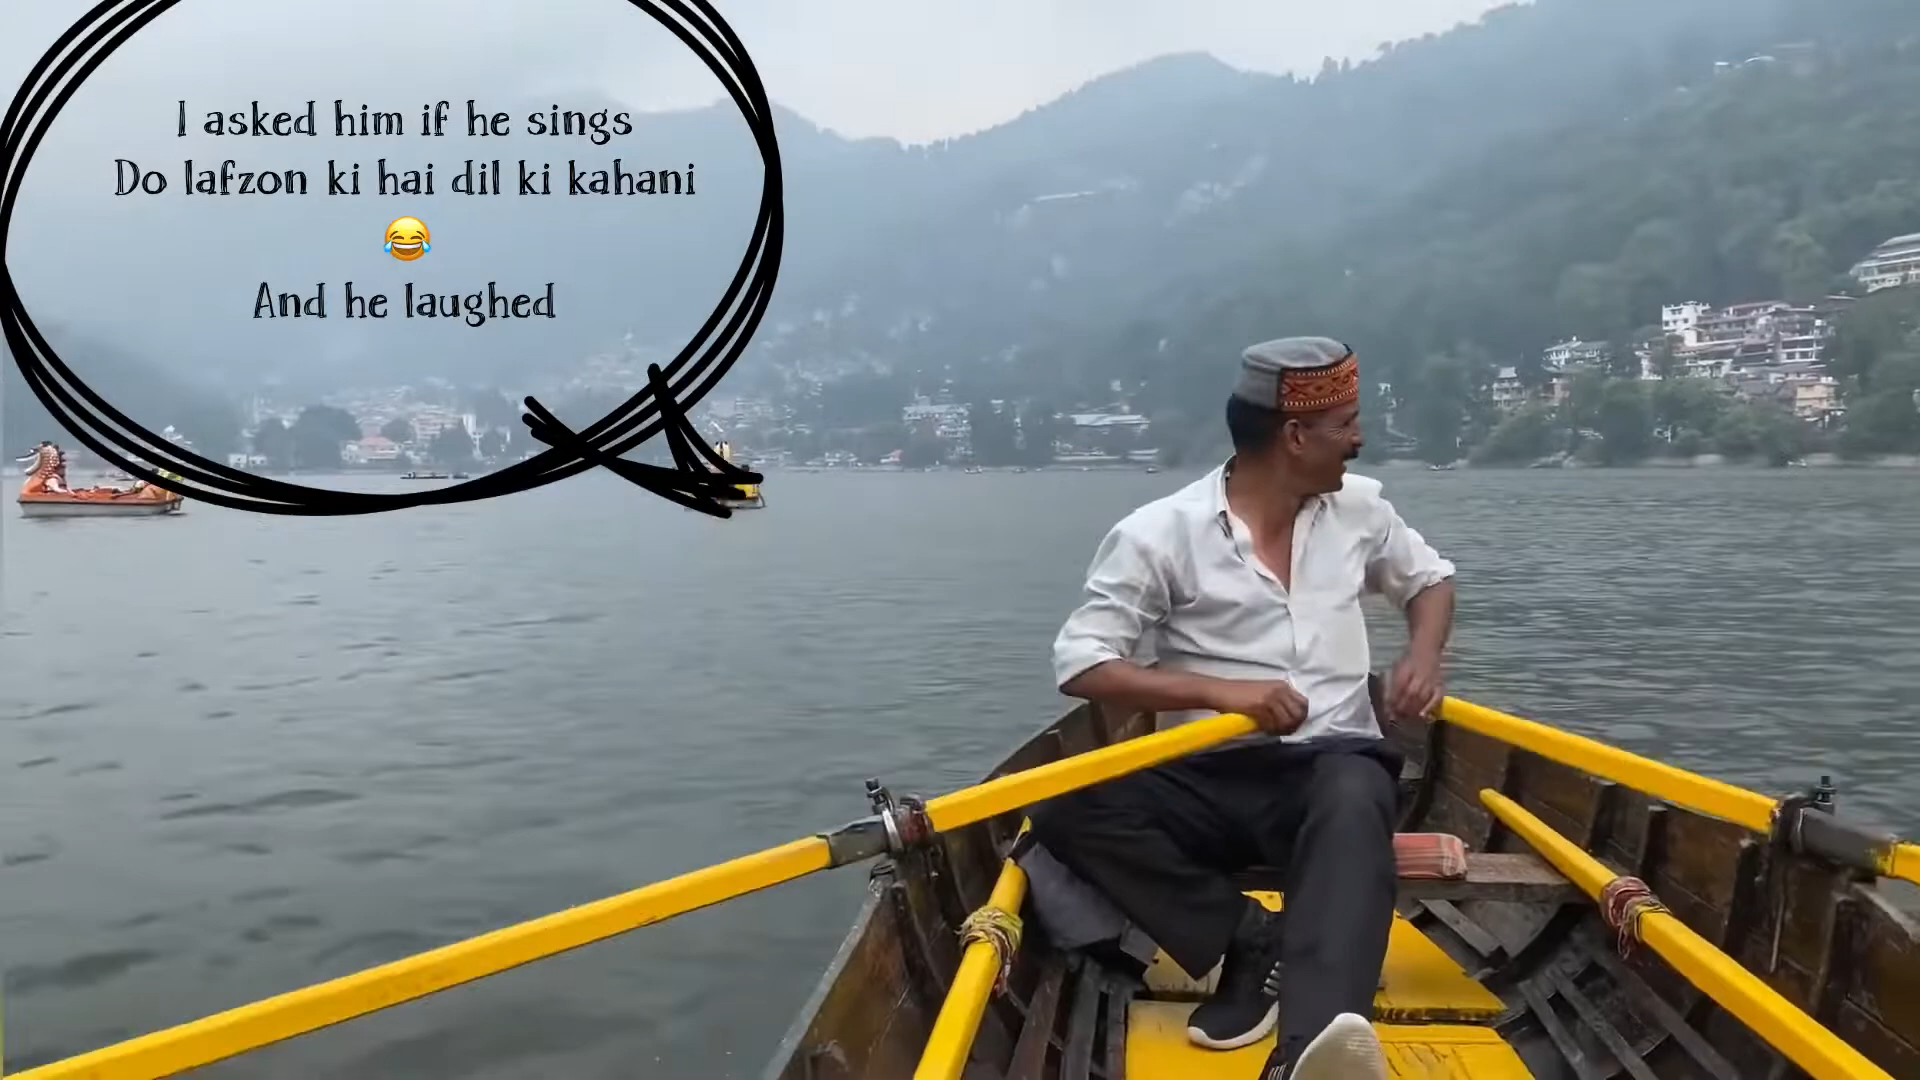 I asked him if he sings
Do lafzon ki hai dil ki kahani
😂
And he laughed